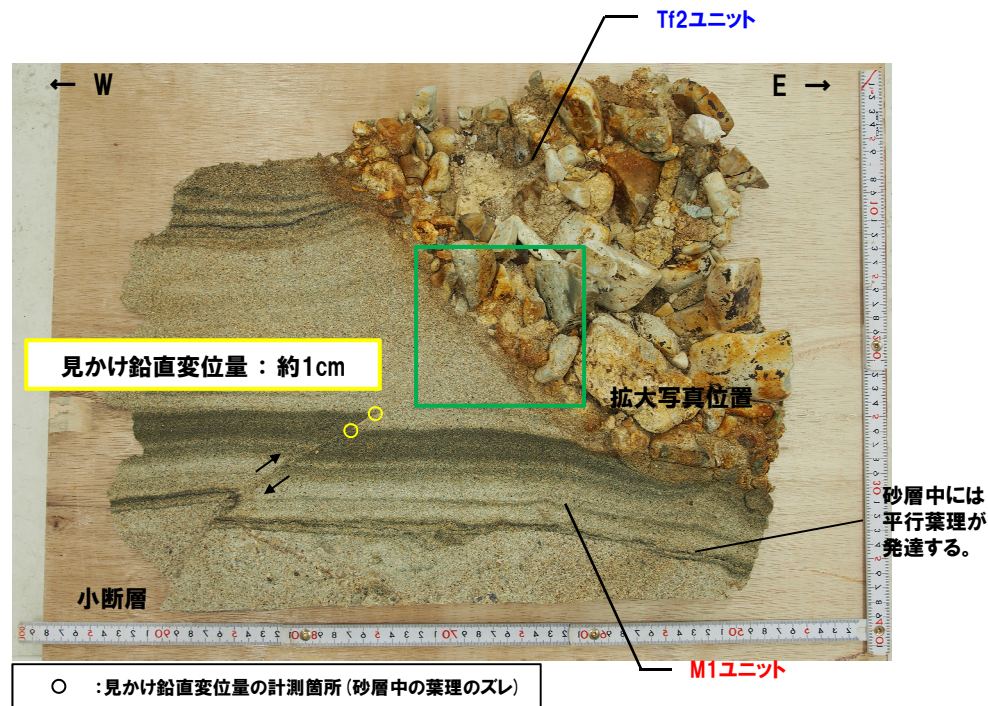 Tf2ユニット
← W
E →
見かけ鉛直変位量 : 約1cm
拡大写真位置
砂層中には
平行葉理が
発達する。
小断層
M1ユニット
○ :見かけ鉛直変位量の計測箇所(砂層中の葉理のズレ)